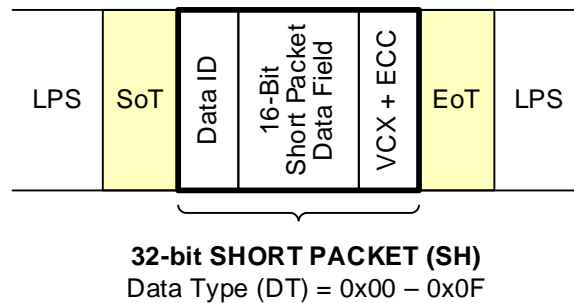 LPS
SoT
Data ID
16-Bit
Short Packet
Data Field
VCX + ECC
EoT
LPS
32-bit SHORT PACKET (SH)
Data Type (DT) = 0x00 – 0x0F